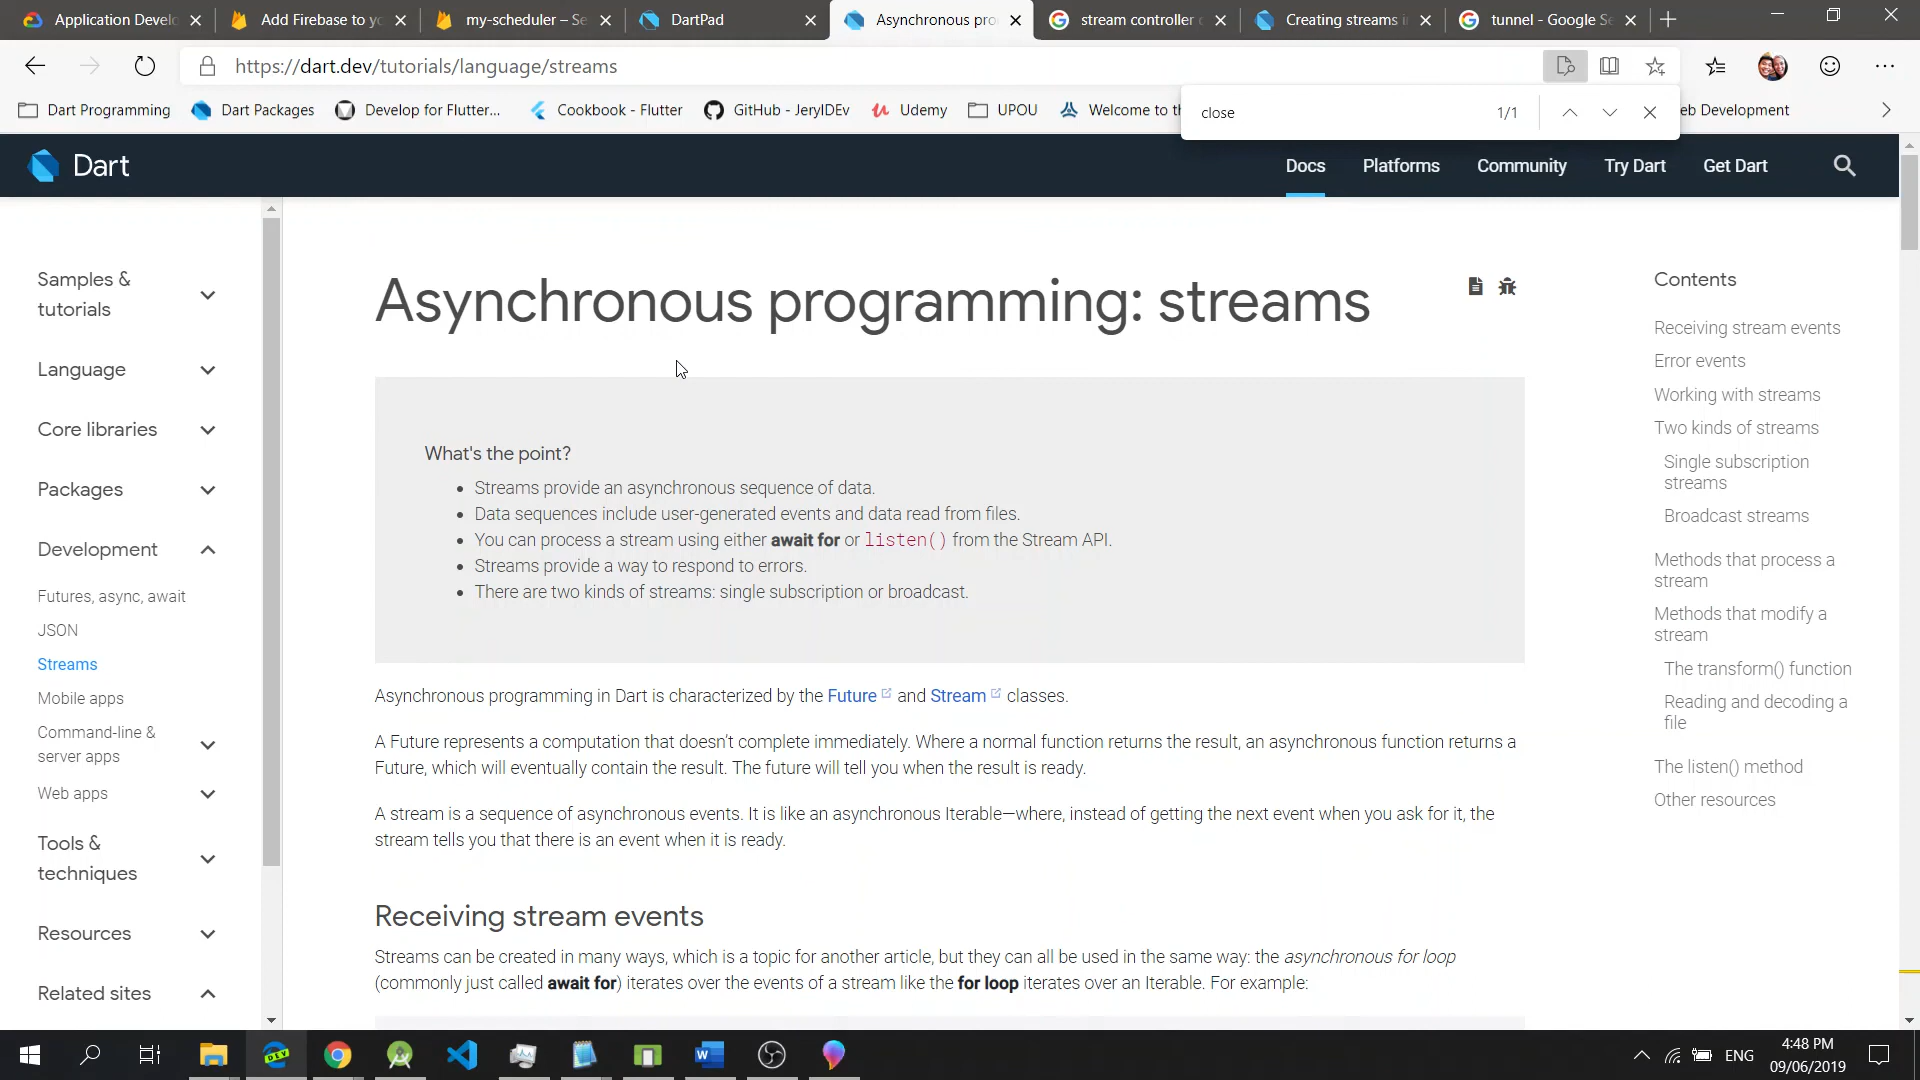 Application Develo
Add Firebase to yo
my-scheduler – Se
DartPad
Asynchronous pro
stream controller
Creating streams i
tunnel - Google Se
https://dart.dev/tutorials/language/streams
Dart Programming
Dart Packages
Develop for Flutter...
Cookbook - Flutter
GitHub - JerylDEv
Udemy
UPOU
Welcome to th
eb Development
close
1/1
Dart
Docs
Platforms
Community
Try Dart
Get Dart
Samples &
tutorials
Language
Core libraries
Packages
Development
Futures, async, await
JSON
Streams
Mobile apps
Command-line &
server apps
Web apps
Tools &
techniques
Resources
Related sites
Asynchronous programming: streams
What's the point?
• Streams provide an asynchronous sequence of data.
• Data sequences include user-generated events and data read from files.
• You can process a stream using either await for or listen() from the Stream API.
• Streams provide a way to respond to errors.
• There are two kinds of streams: single subscription or broadcast.
Asynchronous programming in Dart is characterized by the Future and Stream classes.
A Future represents a computation that doesn't complete immediately. Where a normal function returns the result, an asynchronous function returns a
Future, which will eventually contain the result. The future will tell you when the result is ready.
A stream is a sequence of asynchronous events. It is like an asynchronous Iterable—where, instead of getting the next event when you ask for it, the
stream tells you that there is an event when it is ready.
Receiving stream events
Streams can be created in many ways, which is a topic for another article, but they can all be used in the same way: the asynchronous for loop
(commonly just called await for) iterates over the events of a stream like the for loop iterates over an Iterable. For example:
Contents
Receiving stream events
Error events
Working with streams
Two kinds of streams
Single subscription
streams
Broadcast streams
Methods that process a
stream
Methods that modify a
stream
The transform() function
Reading and decoding a
file
The listen() method
Other resources
DEV
ENG
4:48 PM
09/06/2019